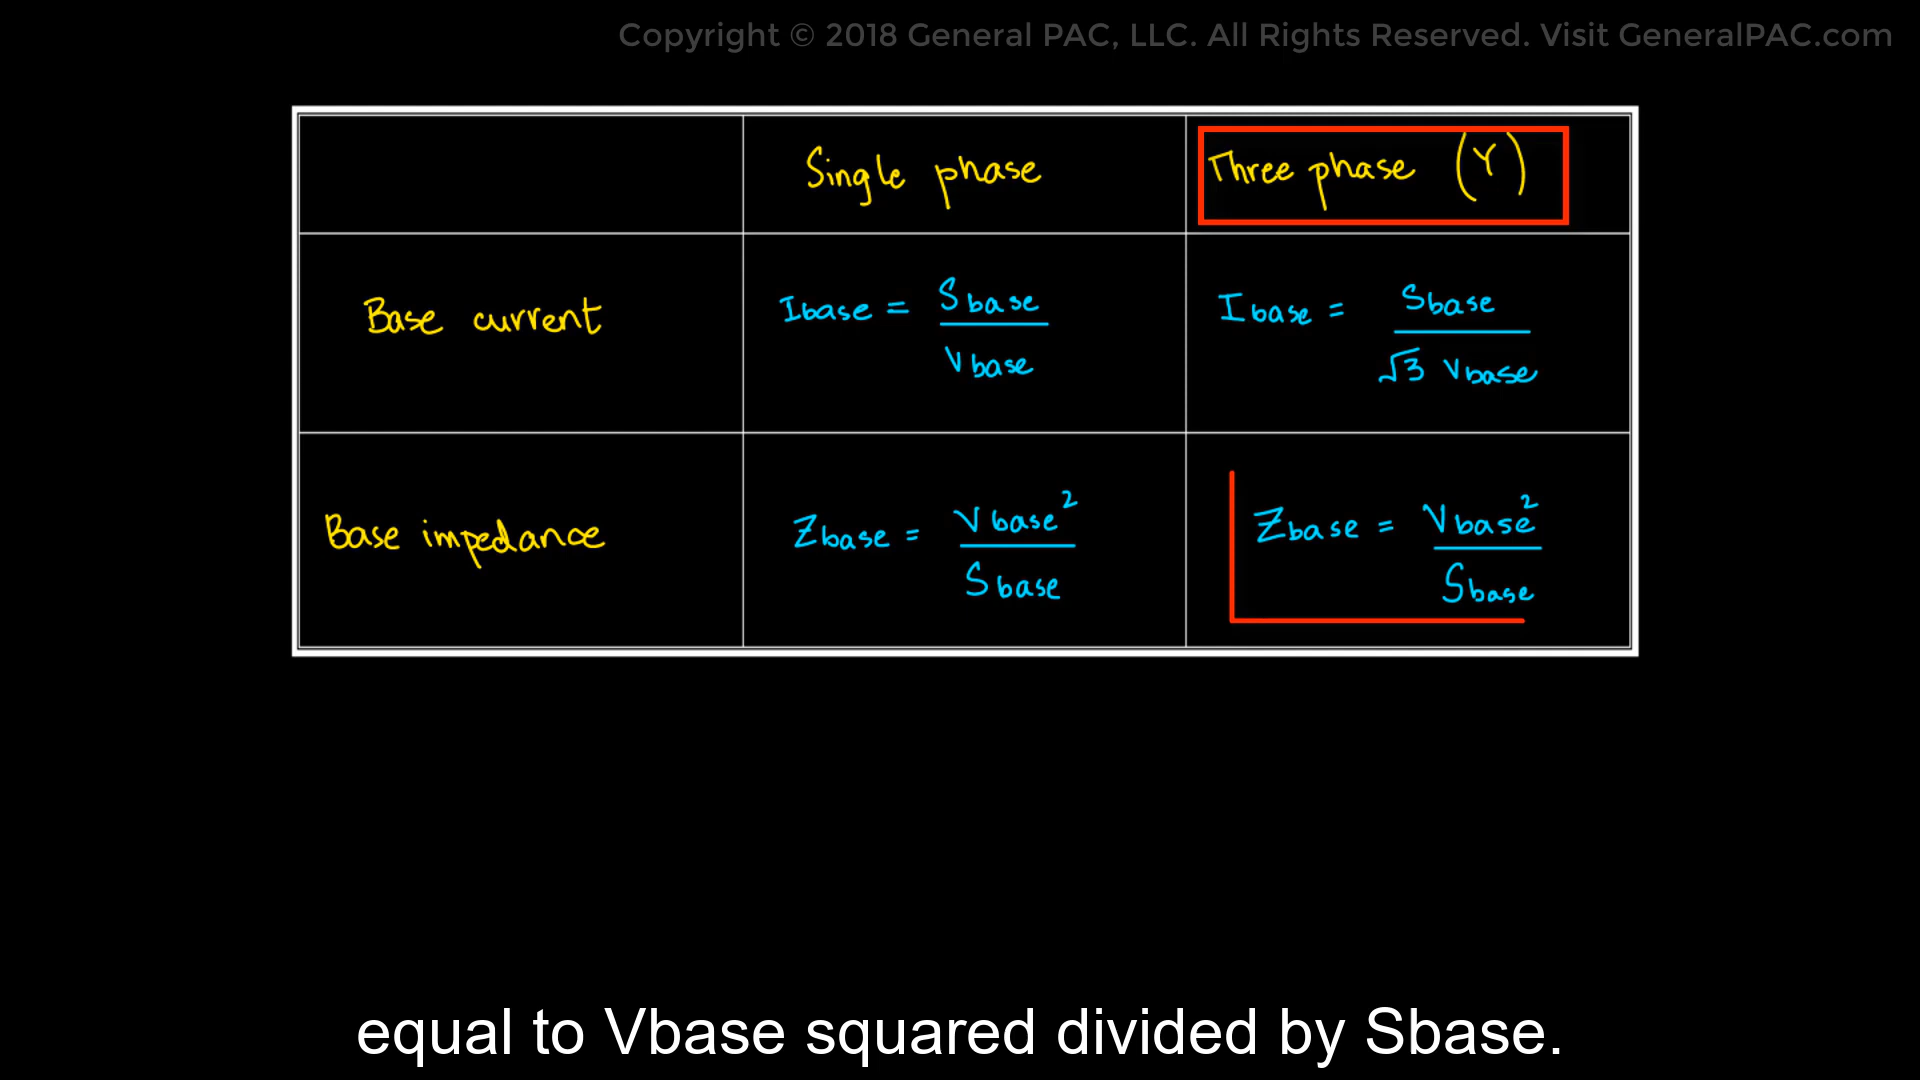 Copyright © 2018 General PAC, LLC. All Rights Reserved. Visit GeneralPAC.com
Single phase
Three phase (Y)
Base current
Ibase = Sbase / Vbase
Ibase = Sbase / √3 Vbase
Base impedance
Zbase = Vbase² / Sbase
Zbase = Vbase² / Sbase
equal to Vbase squared divided by Sbase.